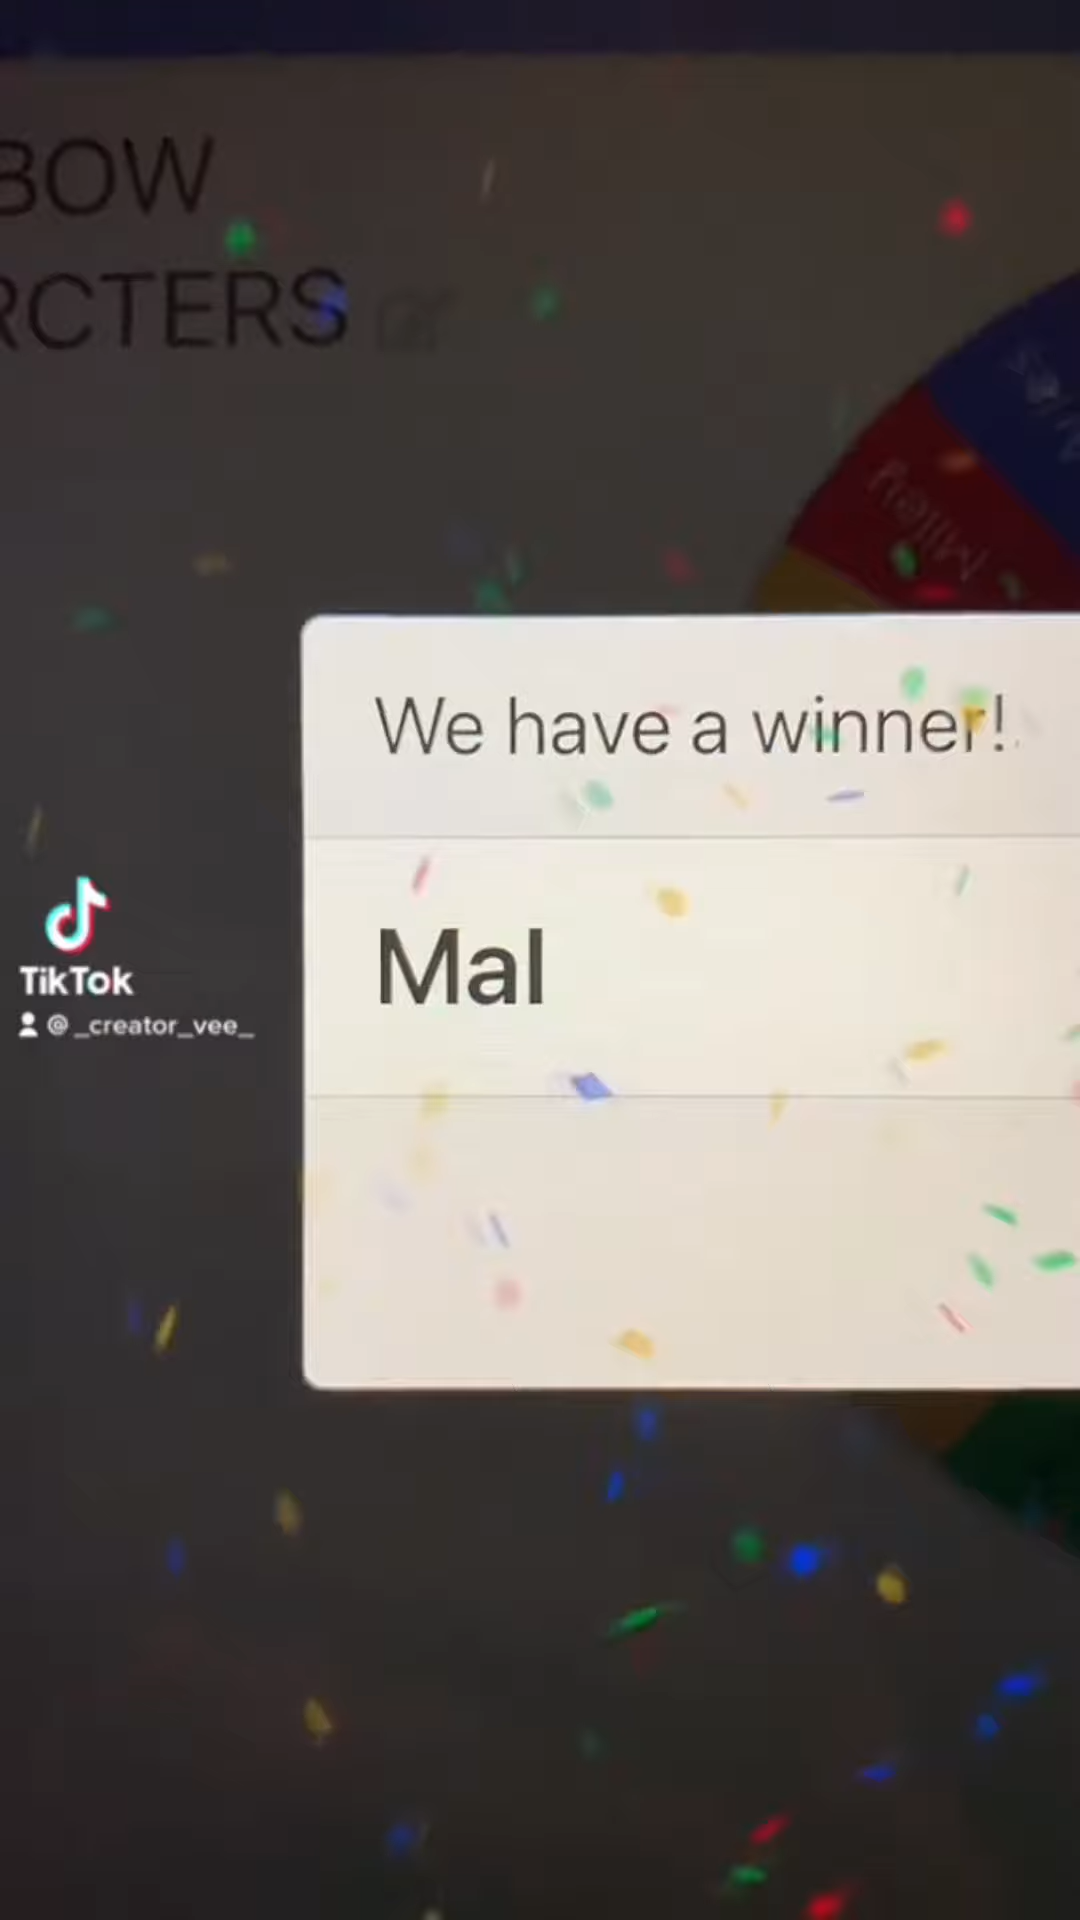 BOW
RCTERS
Miley
We have a winner!
Mal
TikTok
@_creator_vee_